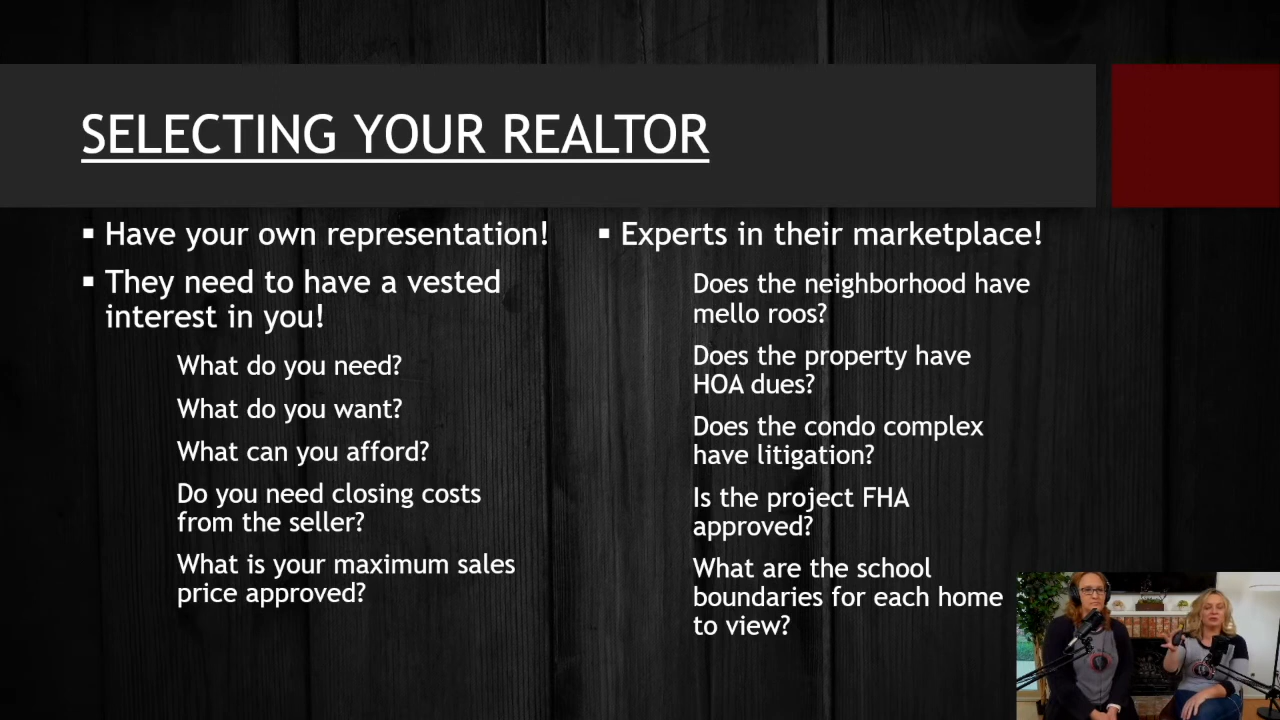 SELECTING YOUR REALTOR
▪ Have your own representation!
▪ They need to have a vested
interest in you!
What do you need?
What do you want?
What can you afford?
Do you need closing costs
from the seller?
What is your maximum sales
price approved?
▪ Experts in their marketplace!
Does the neighborhood have
mello roos?
Does the property have
HOA dues?
Does the condo complex
have litigation?
Is the project FHA
approved?
What are the school
boundaries for each home
to view?